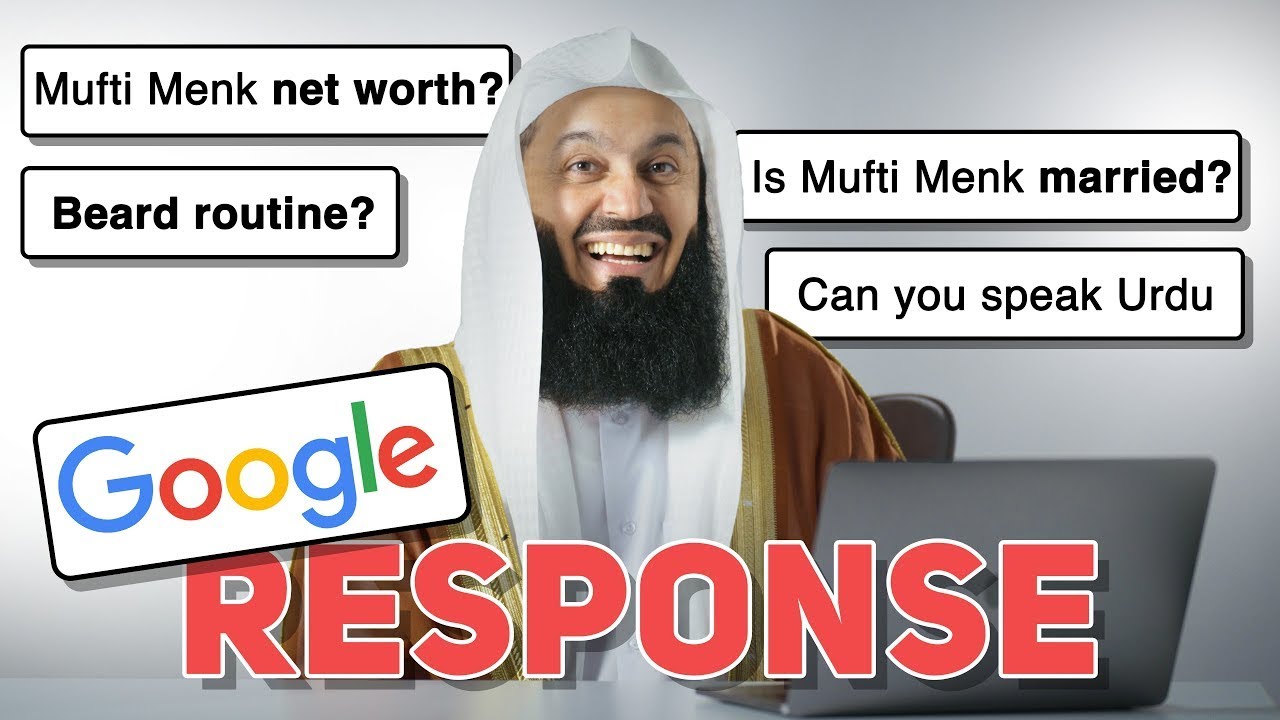 Mufti Menk net worth?
Beard routine?
Is Mufti Menk married?
Can you speak Urdu
Google
RESPONSE